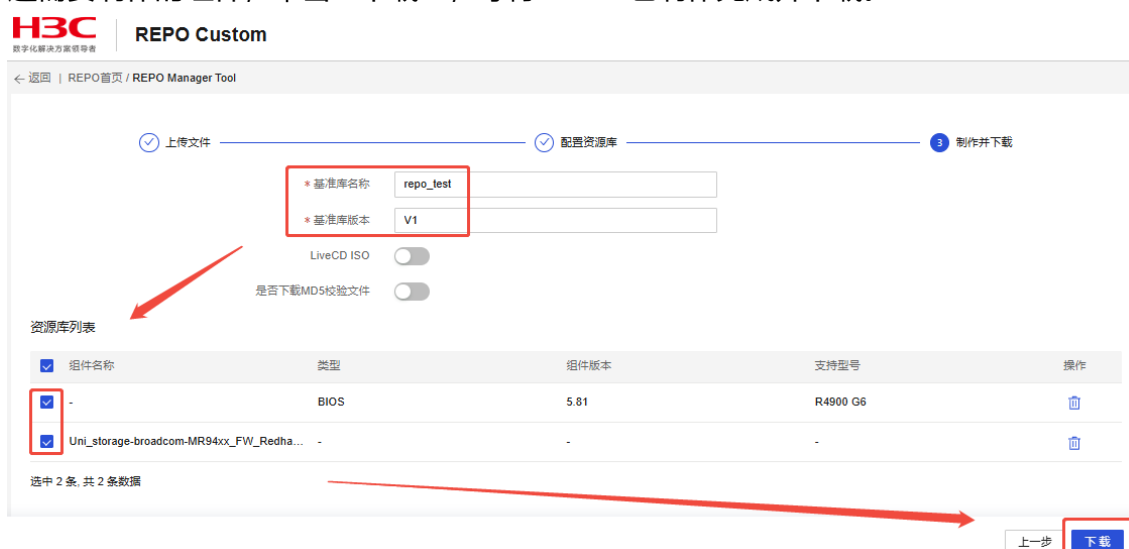 H3C
数字化解决方案领导者
REPO Custom
← 返回 | REPO首页 / REPO Manager Tool
上传文件
配置资源库
3 制作并下载
* 基准库名称 repo_test
* 基准库版本 V1
LiveCD ISO
是否下载MD5校验文件
资源库列表
组件名称 类型 组件版本 支持型号 操作
- BIOS 5.81 R4900 G6
Uni_storage-broadcom-MR94xx_FW_Redha... - - -
选中 2 条, 共 2 条数据
上一步 下载